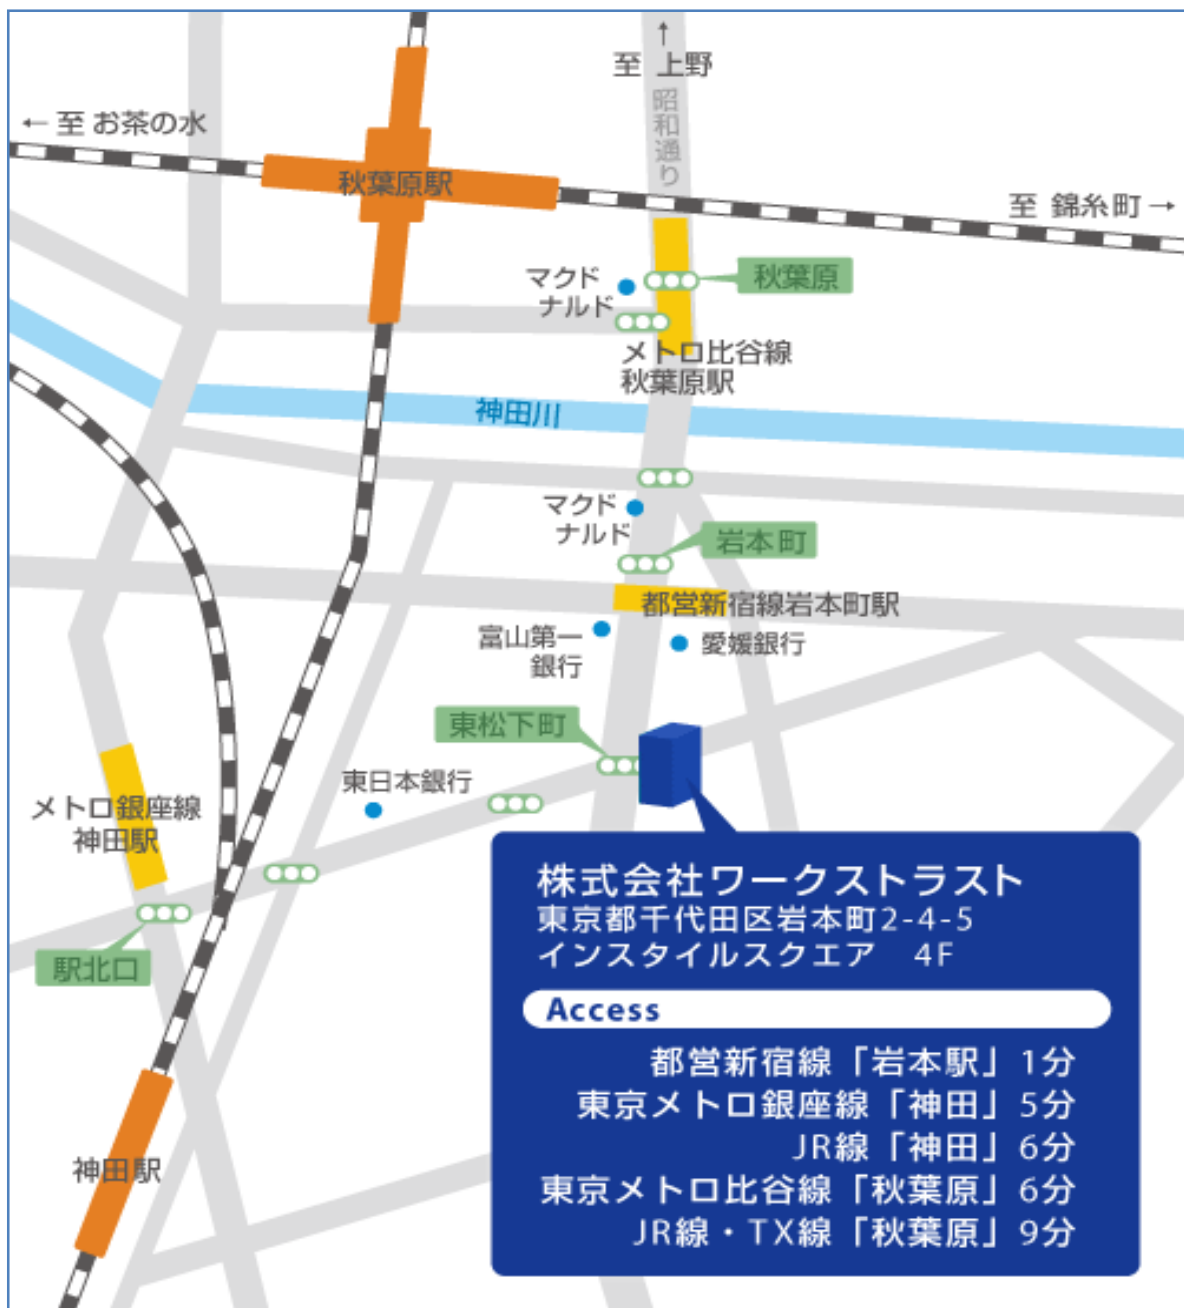 ↑
至 上野
昭和通り
← 至 お茶の水
秋葉原駅
至 錦糸町 →
マクド
ナルド
秋葉原
メトロ比谷線
秋葉原駅
神田川
マクド
ナルド
岩本町
都営新宿線岩本町駅
富山第一
銀行
愛媛銀行
東松下町
東日本銀行
メトロ銀座線
神田駅
駅北口
神田駅
株式会社ワークストラスト
東京都千代田区岩本町2-4-5
インスタイルスクエア　4F
Access
都営新宿線「岩本駅」1分
東京メトロ銀座線「神田」5分
JR線「神田」6分
東京メトロ比谷線「秋葉原」6分
JR線・TX線「秋葉原」9分